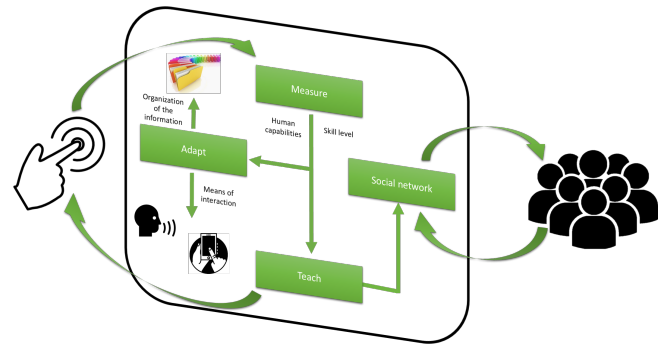 Measure
Organization
of the
information
Human
capabilities
Skill level
Adapt
Social network
Means of
interaction
Teach